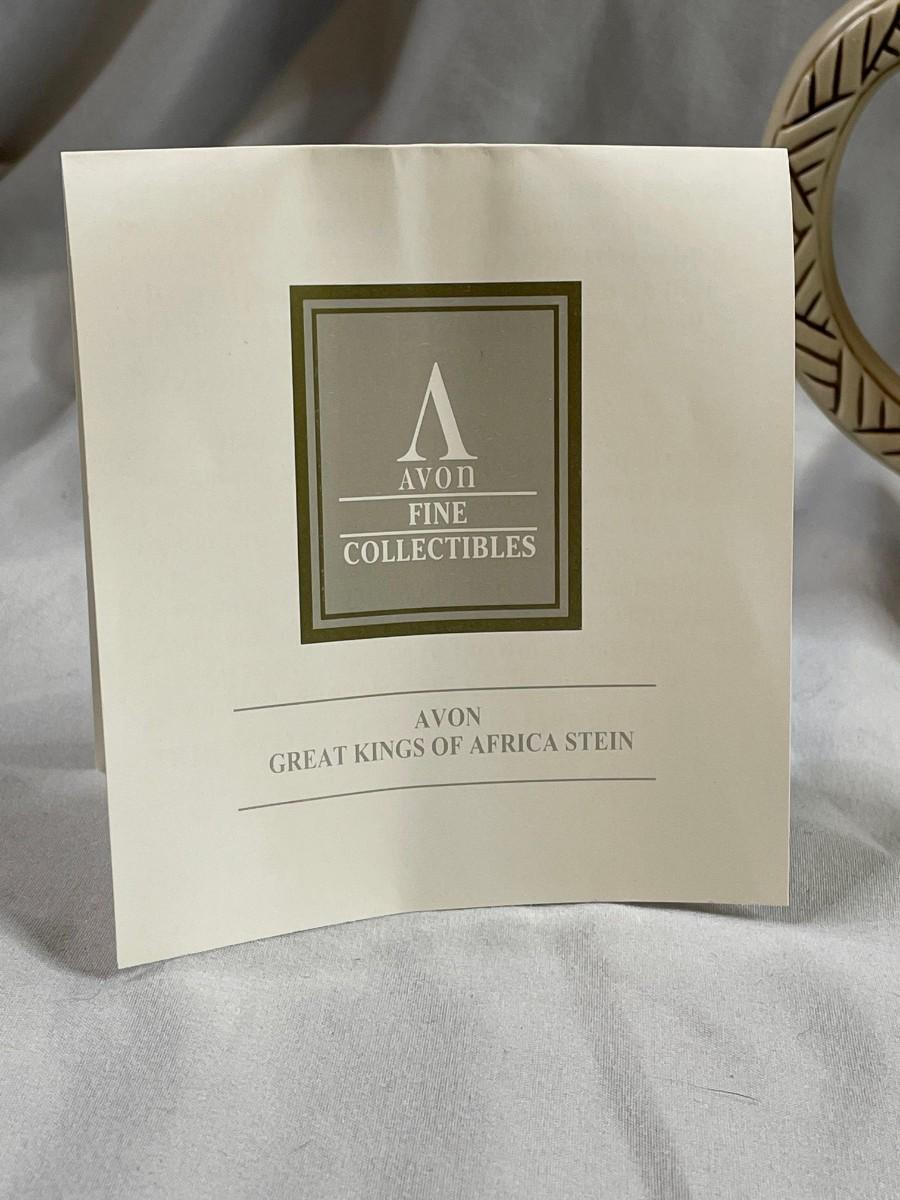 AVON
FINE
COLLECTIBLES
AVON
GREAT KINGS OF AFRICA STEIN